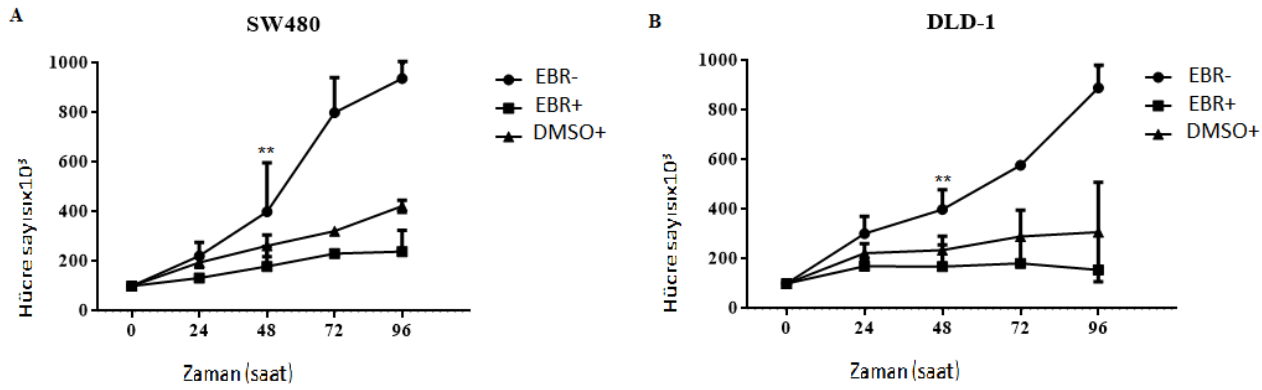 A
SW480
1000
800
600
400
200
0
**
0 24 48 72 96
Hücre sayısıx10³
Zaman (saat)
EBR-
EBR+
DMSO+
B
DLD-1
1000
800
600
400
200
0
**
0 24 48 72 96
Hücre sayısıx10³
Zaman (saat)
EBR-
EBR+
DMSO+